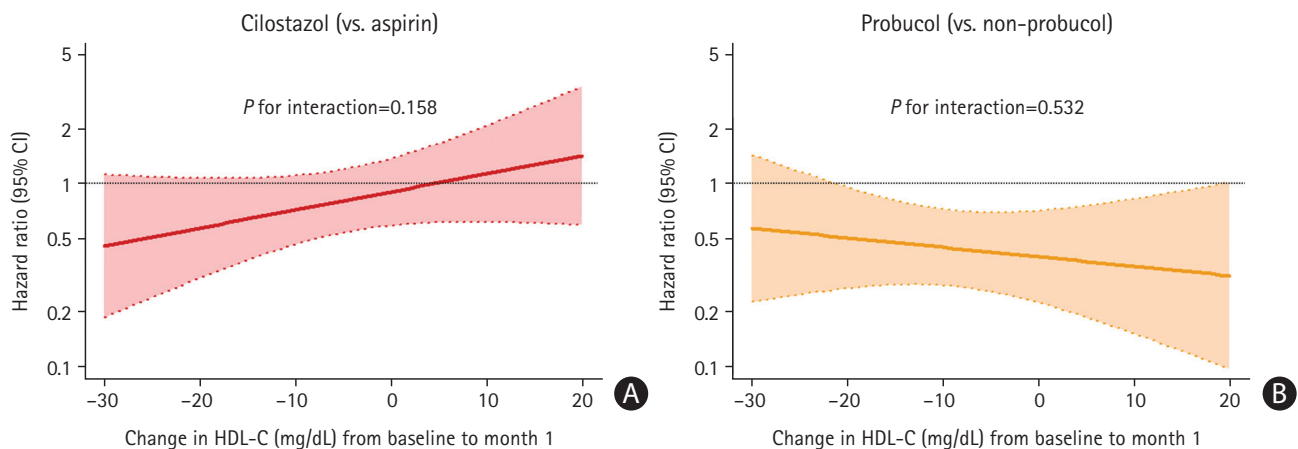 Cilostazol (vs. aspirin)
5
2
1
0.5
0.2
0.1
Hazard ratio (95% CI)
P for interaction=0.158
−30
−20
−10
0
10
20
Change in HDL-C (mg/dL) from baseline to month 1
A
Probucol (vs. non-probucol)
5
2
1
0.5
0.2
0.1
Hazard ratio (95% CI)
P for interaction=0.532
−30
−20
−10
0
10
20
Change in HDL-C (mg/dL) from baseline to month 1
B